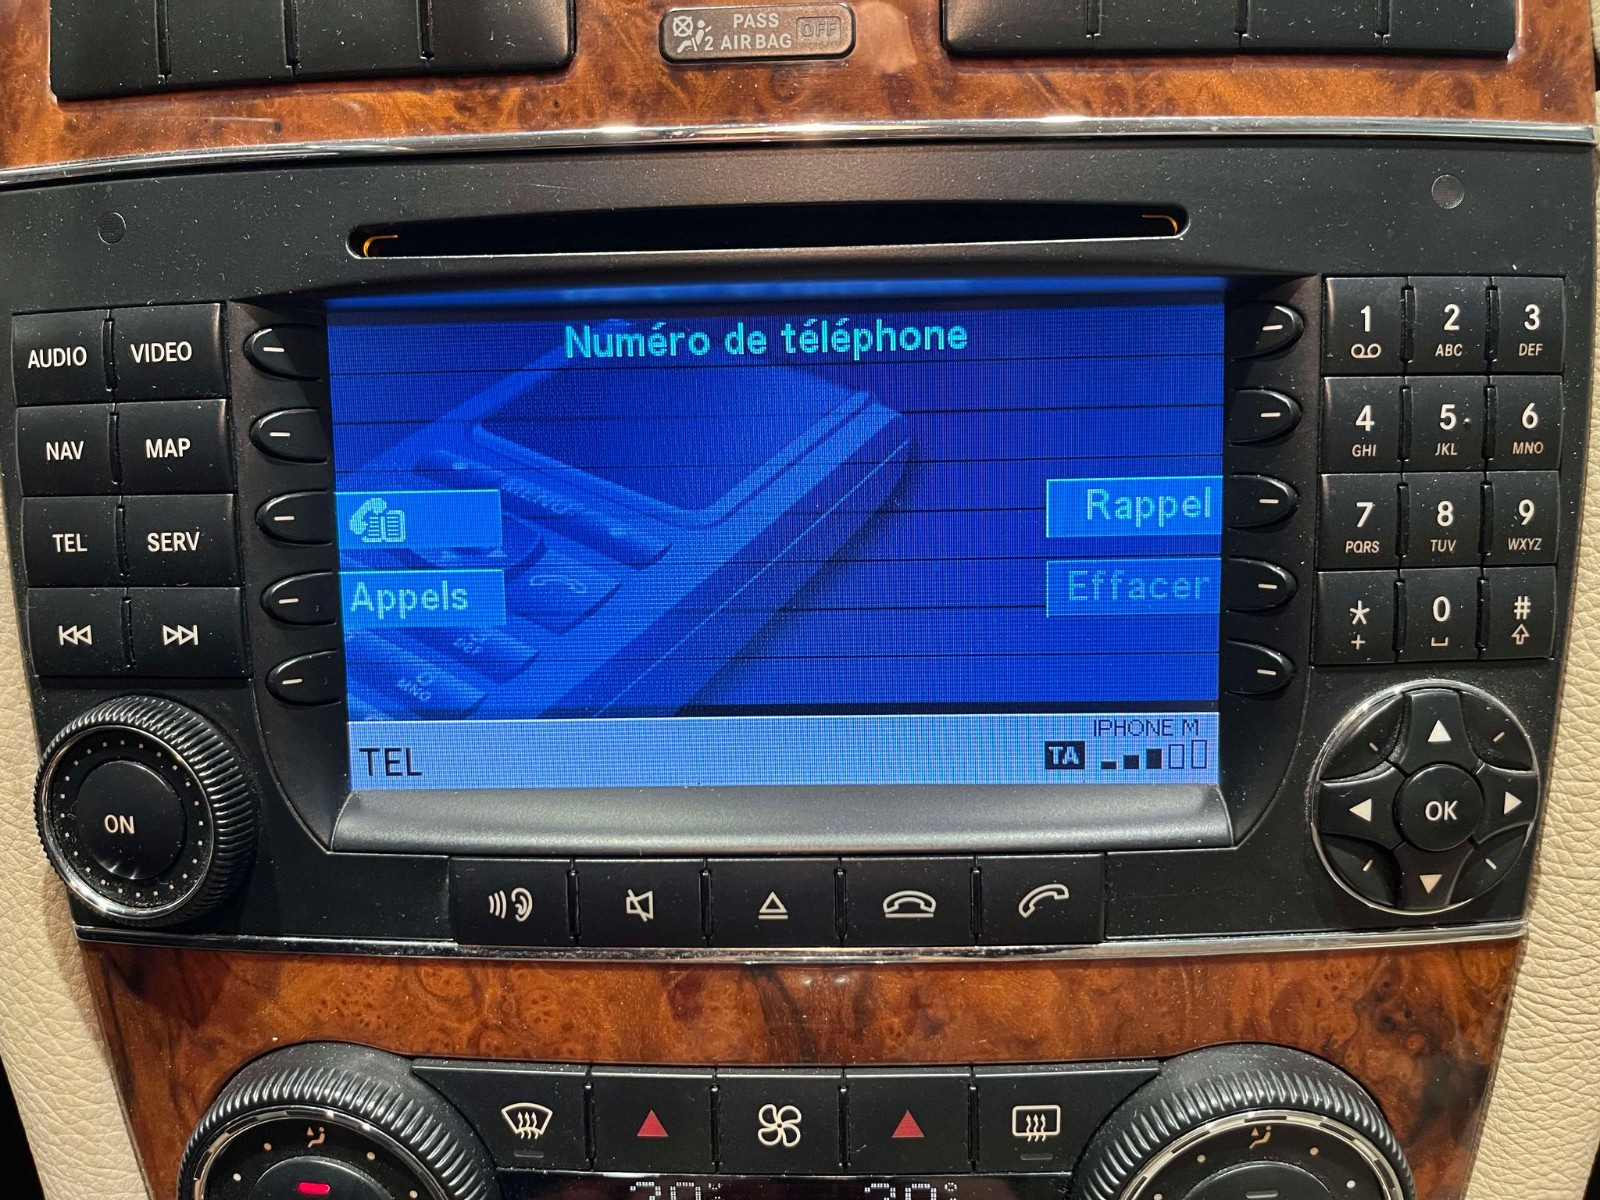 PASS
2 AIRBAG OFF
AUDIO VIDEO
NAV MAP
TEL SERV
ON
Numéro de téléphone
Rappel
Appels
Effacer
IPHONE M
TEL
TA
1 2 3
ABC DEF
4 5 6
GHI JKL MNO
7 8 9
PQRS TUV WXYZ
* 0 #
+
OK